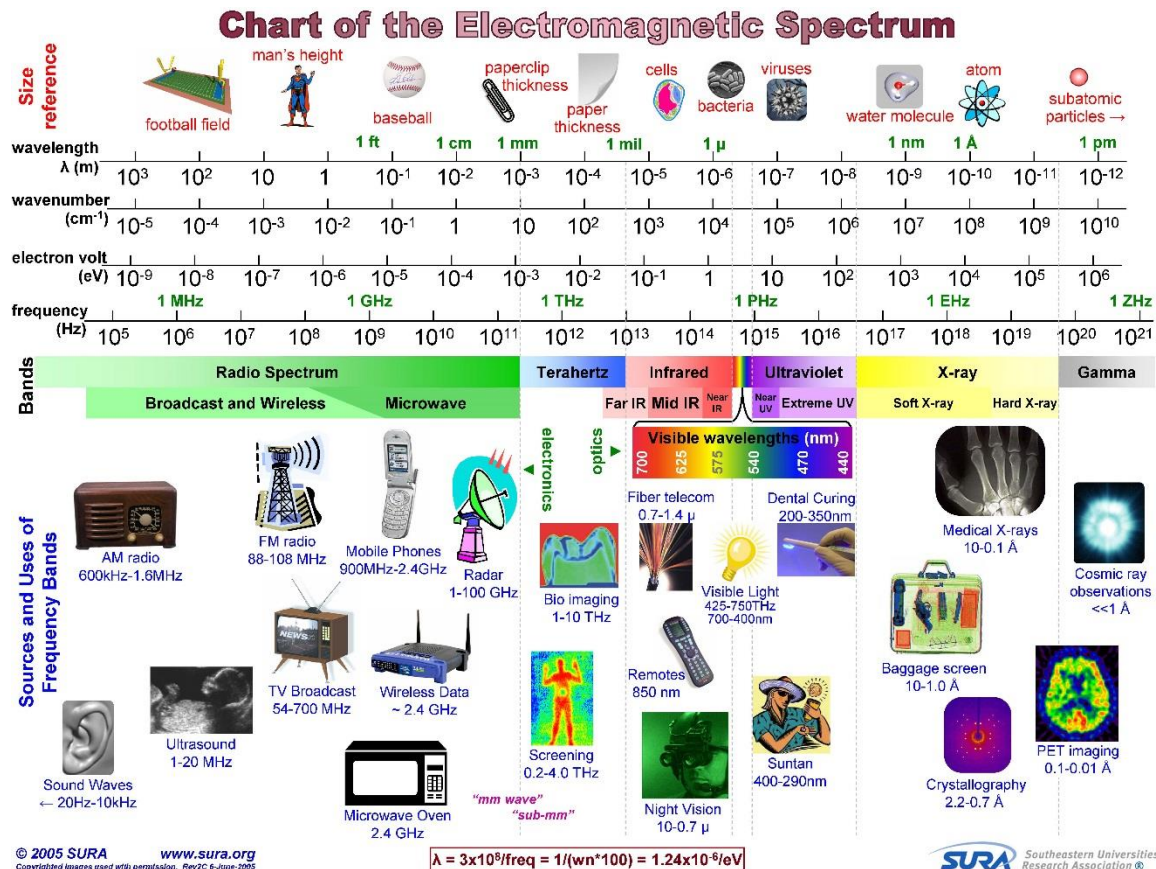 Chart of the Electromagnetic Spectrum
Size reference
football field
man's height
baseball
paperclip
thickness
paper
thickness
cells
bacteria
viruses
water molecule
atom
subatomic
particles →
wavelength
λ (m)
1 ft 1 cm 1 mm 1 mil 1 µ 1 nm 1 Å 1 pm
10³ 10² 10 1 10⁻¹ 10⁻² 10⁻³ 10⁻⁴ 10⁻⁵ 10⁻⁶ 10⁻⁷ 10⁻⁸ 10⁻⁹ 10⁻¹⁰ 10⁻¹¹ 10⁻¹²
wavenumber
(cm⁻¹)
10⁻⁵ 10⁻⁴ 10⁻³ 10⁻² 10⁻¹ 1 10 10² 10³ 10⁴ 10⁵ 10⁶ 10⁷ 10⁸ 10⁹ 10¹⁰
electron volt
(eV)
10⁻⁹ 10⁻⁸ 10⁻⁷ 10⁻⁶ 10⁻⁵ 10⁻⁴ 10⁻³ 10⁻² 10⁻¹ 1 10 10² 10³ 10⁴ 10⁵ 10⁶
frequency
(Hz)
1 MHz 1 GHz 1 THz 1 PHz 1 EHz 1 ZHz
10⁵ 10⁶ 10⁷ 10⁸ 10⁹ 10¹⁰ 10¹¹ 10¹² 10¹³ 10¹⁴ 10¹⁵ 10¹⁶ 10¹⁷ 10¹⁸ 10¹⁹ 10²⁰ 10²¹
Bands
Radio Spectrum Terahertz Infrared Ultraviolet X-ray Gamma
Broadcast and Wireless Microwave Far IR Mid IR Near IR Near UV Extreme UV Soft X-ray Hard X-ray
electronics
optics
Visible wavelengths (nm)
700 625 575 540 470 440
Sources and Uses of
Frequency Bands
AM radio
600kHz-1.6MHz
FM radio
88-108 MHz
Mobile Phones
900MHz-2.4GHz
Radar
1-100 GHz
Bio imaging
1-10 THz
Fiber telecom
0.7-1.4 µ
Dental Curing
200-350nm
Visible Light
425-750THz
700-400nm
Medical X-rays
10-0.1 Å
Cosmic ray
observations
<<1 Å
Sound Waves
← 20Hz-10kHz
Ultrasound
1-20 MHz
NEWS
TV Broadcast
54-700 MHz
Wireless Data
~ 2.4 GHz
Microwave Oven
2.4 GHz
"mm wave"
"sub-mm"
Screening
0.2-4.0 THz
Remotes
850 nm
Night Vision
10-0.7 µ
Suntan
400-290nm
Baggage screen
10-1.0 Å
Crystallography
2.2-0.7 Å
PET imaging
0.1-0.01 Å
© 2005 SURA www.sura.org
Copyrighted images used with permission. Rev2C 6-June-2005
λ = 3x10⁸/freq = 1/(wn*100) = 1.24x10⁻⁶/eV
SURA Southeastern Universities
Research Association ®